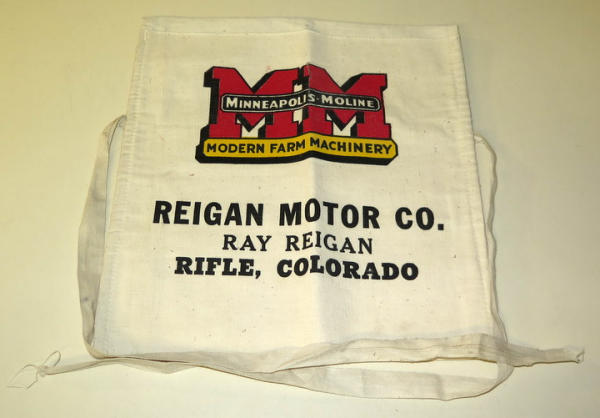 MM
MINNEAPOLIS-MOLINE
MODERN FARM MACHINERY
REIGAN MOTOR CO.
RAY REIGAN
RIFLE, COLORADO